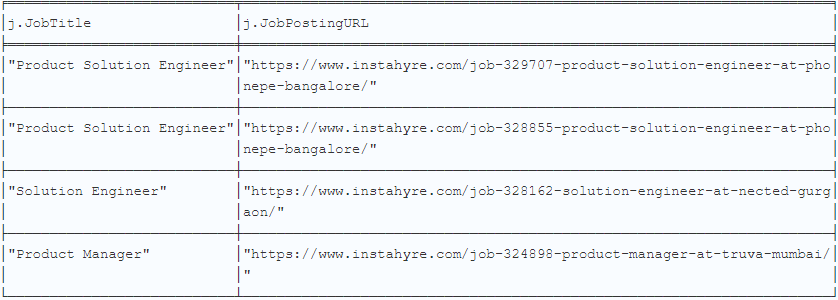 j.JobTitle j.JobPostingURL
"Product Solution Engineer" "https://www.instahyre.com/job-329707-product-solution-engineer-at-pho
nepe-bangalore/"
"Product Solution Engineer" "https://www.instahyre.com/job-328855-product-solution-engineer-at-pho
nepe-bangalore/"
"Solution Engineer" "https://www.instahyre.com/job-328162-solution-engineer-at-nected-gurg
aon/"
"Product Manager" "https://www.instahyre.com/job-324898-product-manager-at-truva-mumbai/
"